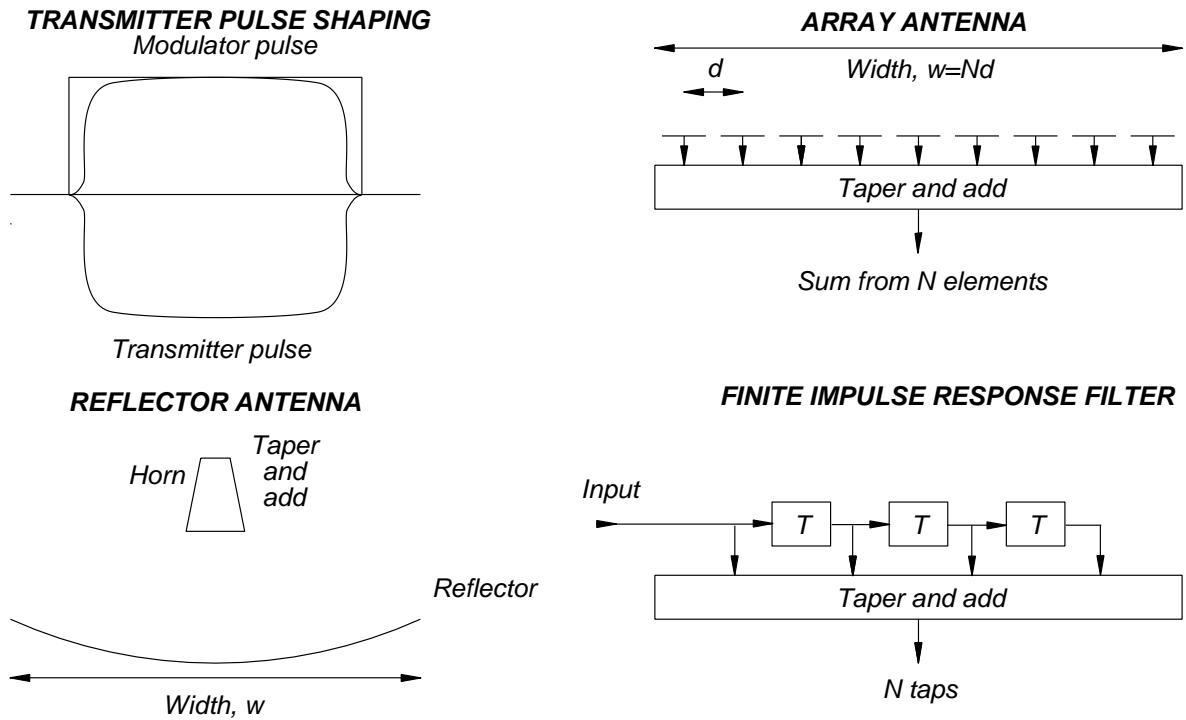 TRANSMITTER PULSE SHAPING
Modulator pulse
Transmitter pulse
ARRAY ANTENNA
Width, w=Nd
d
Taper and add
Sum from N elements
REFLECTOR ANTENNA
Horn
Taper
and
add
Reflector
Width, w
FINITE IMPULSE RESPONSE FILTER
Input
T
T
T
Taper and add
N taps